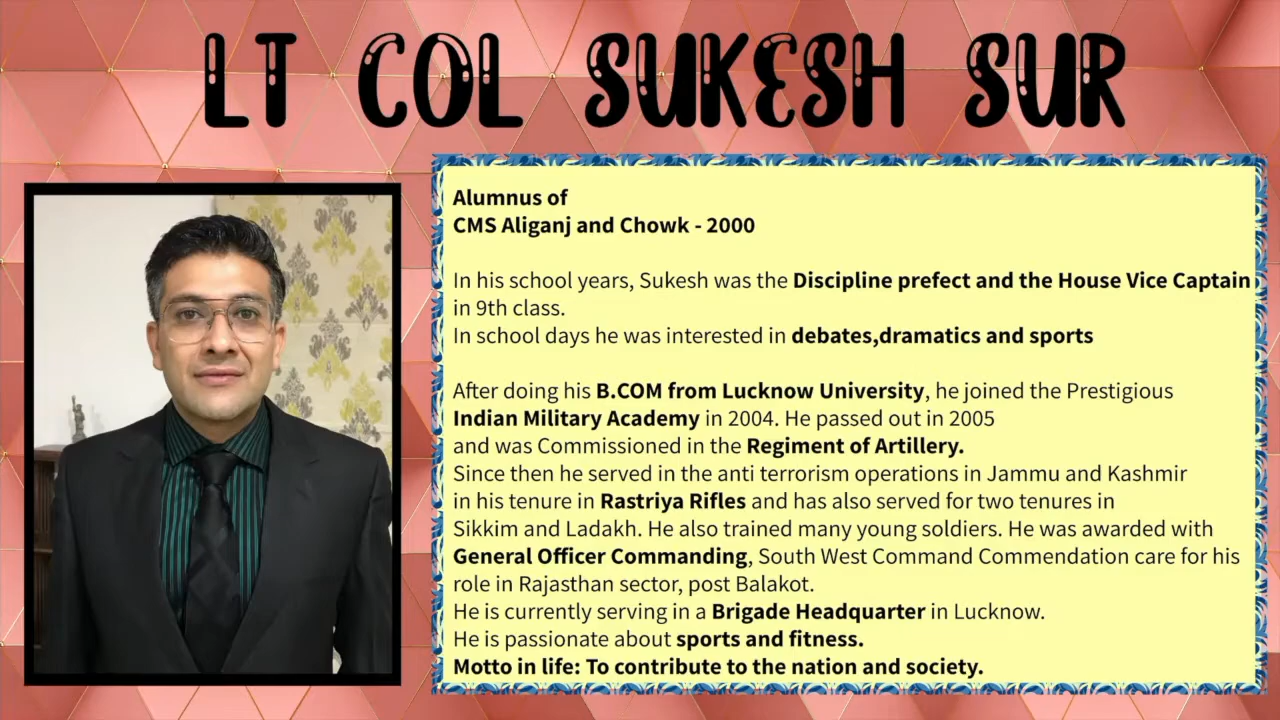 LT COL SUKESH SUR
Alumnus of
CMS Aliganj and Chowk - 2000
In his school years, Sukesh was the Discipline prefect and the House Vice Captain
in 9th class.
In school days he was interested in debates,dramatics and sports
After doing his B.COM from Lucknow University, he joined the Prestigious
Indian Military Academy in 2004. He passed out in 2005
and was Commissioned in the Regiment of Artillery.
Since then he served in the anti terrorism operations in Jammu and Kashmir
in his tenure in Rastriya Rifles and has also served for two tenures in
Sikkim and Ladakh. He also trained many young soldiers. He was awarded with
General Officer Commanding, South West Command Commendation care for his
role in Rajasthan sector, post Balakot.
He is currently serving in a Brigade Headquarter in Lucknow.
He is passionate about sports and fitness.
Motto in life: To contribute to the nation and society.